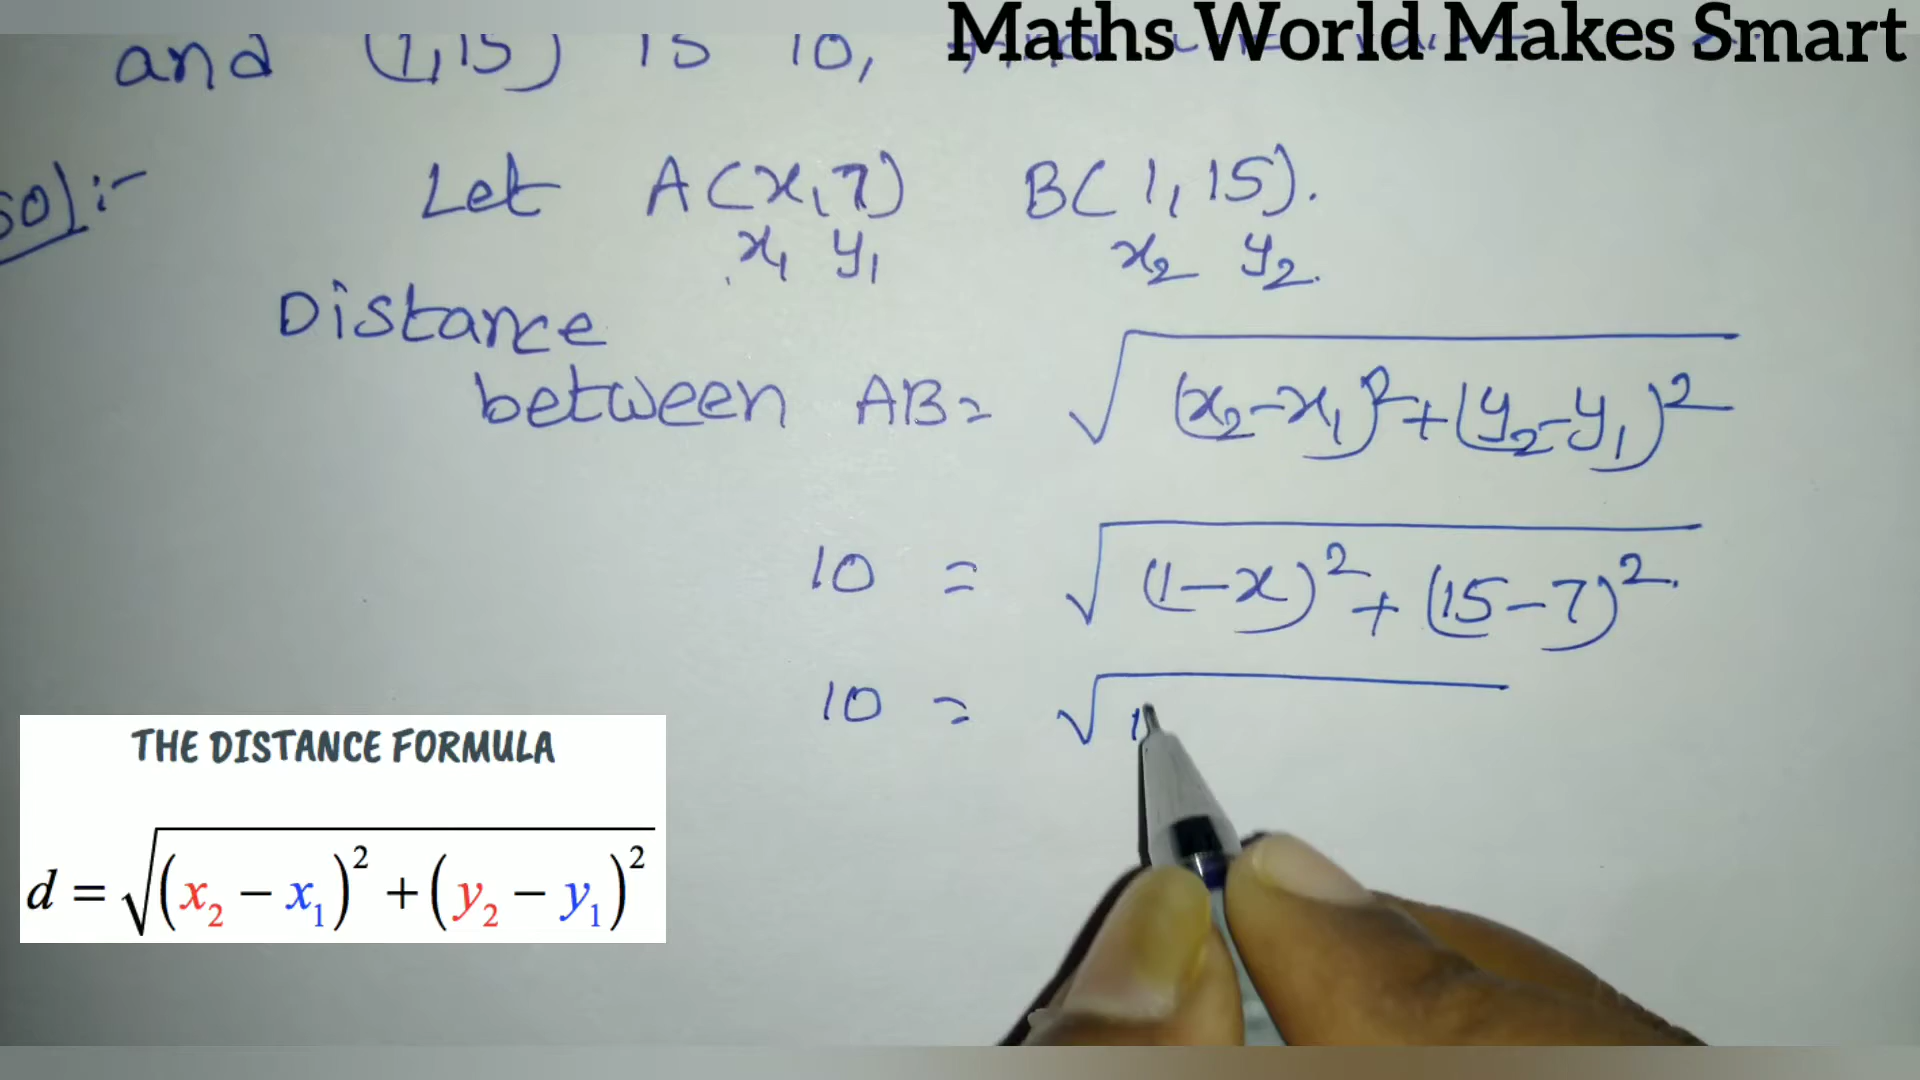 Maths World Makes Smart
and (1,15) is 10,
Sol:-
Let A(x,7) B(1,15).
x₁ y₁ x₂ y₂.
Distance
between AB = √(x₂-x₁)²+(y₂-y₁)²
10 = √(1-x)²+(15-7)².
10 = √1
THE DISTANCE FORMULA
d = √(x₂ − x₁)² + (y₂ − y₁)²